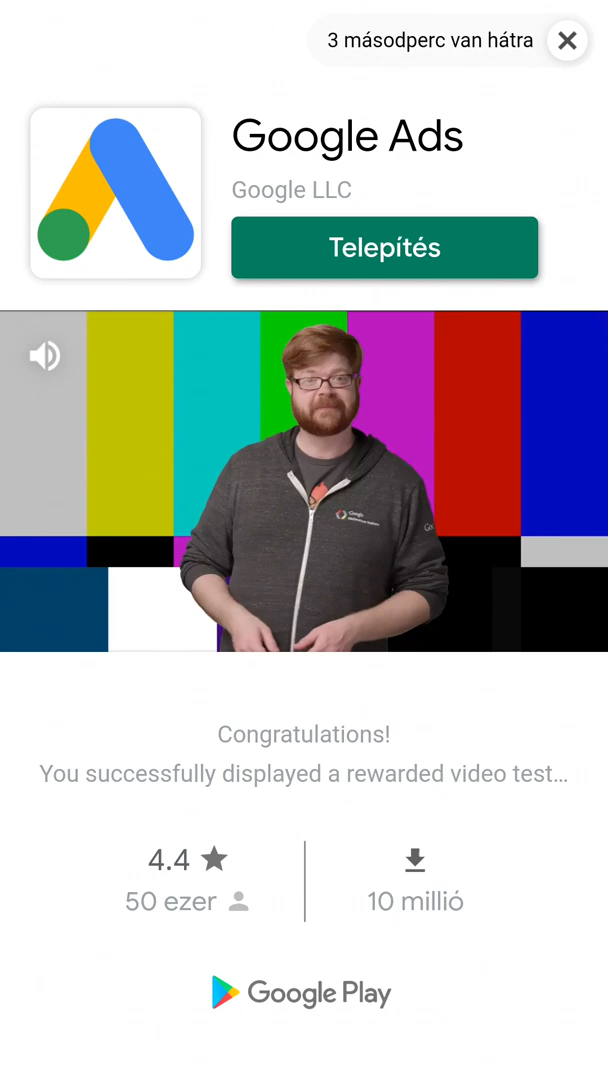 3 másodperc van hátra
Google Ads
Google LLC
Telepítés
Google
Congratulations!
You successfully displayed a rewarded video test…
4.4
50 ezer
10 millió
Google Play